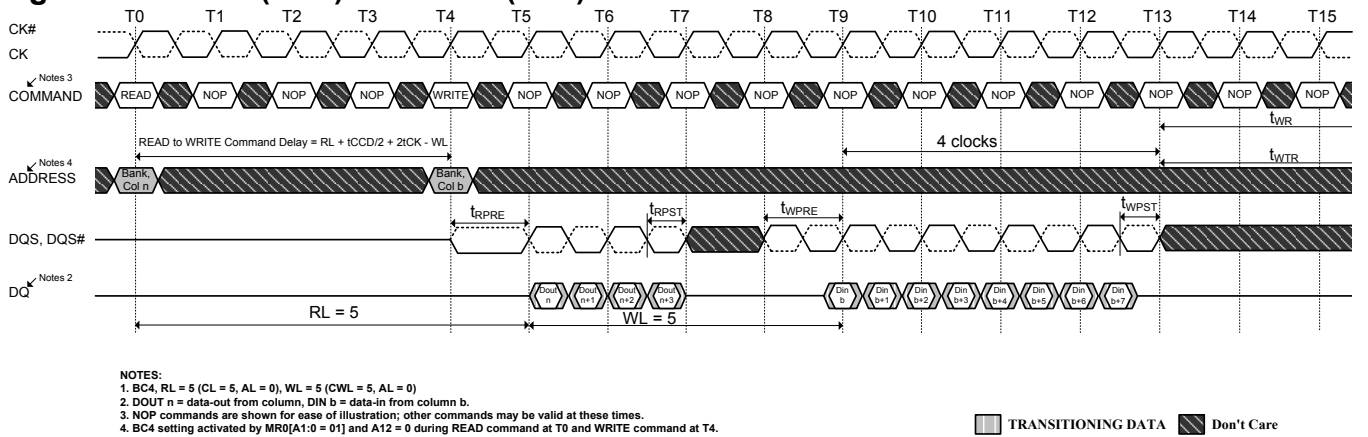 T0 T1 T2 T3 T4 T5 T6 T7 T8 T9 T10 T11 T12 T13 T14 T15
CK#
CK
Notes 3
COMMAND
READ NOP NOP NOP WRITE NOP NOP NOP NOP NOP NOP NOP NOP NOP NOP NOP
tWR
READ to WRITE Command Delay = RL + tCCD/2 + 2tCK - WL
4 clocks
Notes 4
ADDRESS
tWTR
Bank, Col n
Bank, Col b
tRPRE tRPST tWPRE tWPST
DQS, DQS#
Notes 2
DQ
Dout n
Dout n+1
Dout n+2
Dout n+3
Din b
Din b+1
Din b+2
Din b+3
Din b+4
Din b+5
Din b+6
Din b+7
RL = 5
WL = 5
NOTES:
1. BC4, RL = 5 (CL = 5, AL = 0), WL = 5 (CWL = 5, AL = 0)
2. DOUT n = data-out from column, DIN b = data-in from column b.
3. NOP commands are shown for ease of illustration; other commands may be valid at these times.
4. BC4 setting activated by MR0[A1:0 = 01] and A12 = 0 during READ command at T0 and WRITE command at T4.
TRANSITIONING DATA
Don't Care